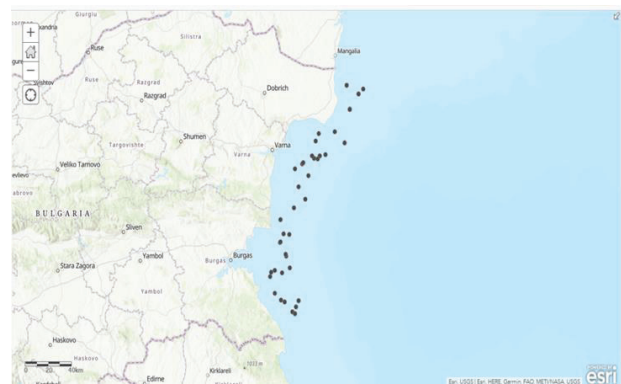 Giurgiu
Ruse
Silistra
Mangalia
Ruse
Razgrad
Dobrich
Razgrad
Shumen
Targovishte
Varna
Varna
Veliko Tarnovo
BULGARIA
Sliven
Yambol
Burgas
Burgas
Stara Zagora
Yambol
Haskovo
Haskovo
0 20 40km
Kirklareli
Edirne
Esri, USGS | Esri, HERE, Garmin, FAO, METI/NASA, USGS
esri